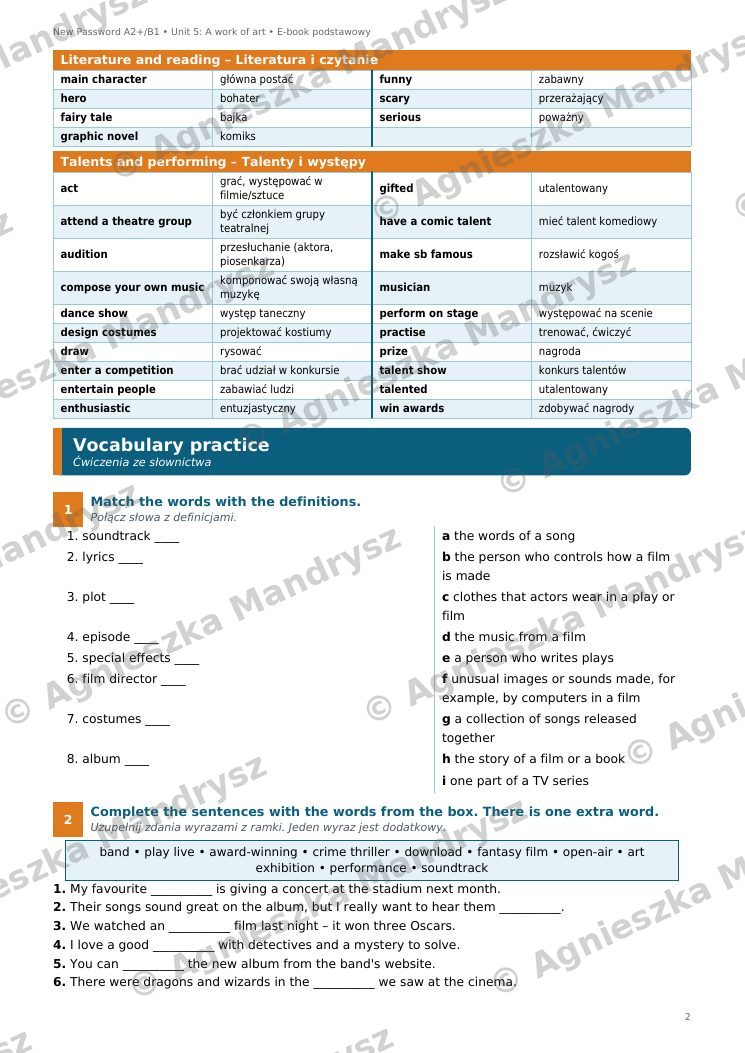 New Password A2+/B1 • Unit 5: A work of art • E-book podstawowy
Literature and reading – Literatura i czytanie
main character główna postać funny zabawny
hero bohater scary przerażający
fairy tale bajka serious poważny
graphic novel komiks
Talents and performing – Talenty i występy
act grać, występować w filmie/sztuce gifted utalentowany
attend a theatre group być członkiem grupy teatralnej have a comic talent mieć talent komediowy
audition przesłuchanie (aktora, piosenkarza) make sb famous rozsławić kogoś
compose your own music komponować swoją własną muzykę musician muzyk
dance show występ taneczny perform on stage występować na scenie
design costumes projektować kostiumy practise trenować, ćwiczyć
draw rysować prize nagroda
enter a competition brać udział w konkursie talent show konkurs talentów
entertain people zabawiać ludzi talented utalentowany
enthusiastic entuzjastyczny win awards zdobywać nagrody
Vocabulary practice
Ćwiczenia ze słownictwa
1 Match the words with the definitions.
Połącz słowa z definicjami.
1. soundtrack ____ a the words of a song
2. lyrics ____ b the person who controls how a film
is made
3. plot ____ c clothes that actors wear in a play or
film
4. episode ____ d the music from a film
5. special effects ____ e a person who writes plays
6. film director ____ f unusual images or sounds made, for
example, by computers in a film
7. costumes ____ g a collection of songs released
together
8. album ____ h the story of a film or a book
i one part of a TV series
2 Complete the sentences with the words from the box. There is one extra word.
Uzupełnij zdania wyrazami z ramki. Jeden wyraz jest dodatkowy.
band • play live • award-winning • crime thriller • download • fantasy film • open-air • art
exhibition • performance • soundtrack
1. My favourite __________ is giving a concert at the stadium next month.
2. Their songs sound great on the album, but I really want to hear them __________.
3. We watched an __________ film last night – it won three Oscars.
4. I love a good __________ with detectives and a mystery to solve.
5. You can __________ the new album from the band's website.
6. There were dragons and wizards in the __________ we saw at the cinema.
2
© Agnieszka Mandrysz